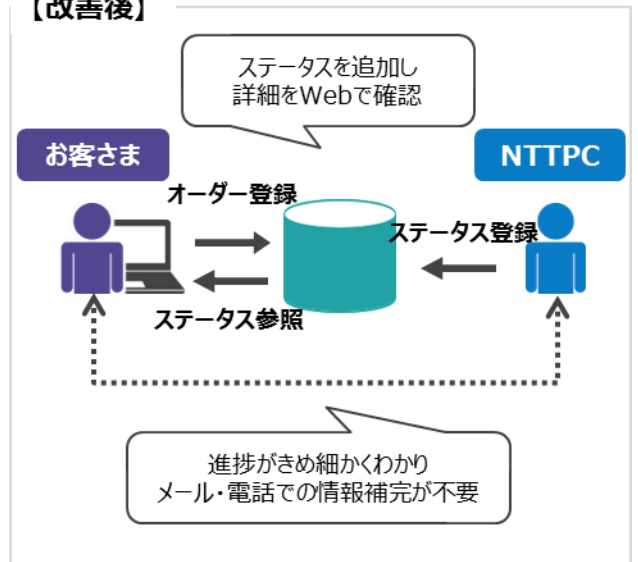 【改善後】
ステータスを追加し
詳細をWebで確認
お客さま
NTTPC
オーダー登録
ステータス登録
ステータス参照
進捗がきめ細かくわかり
メール・電話での情報補完が不要